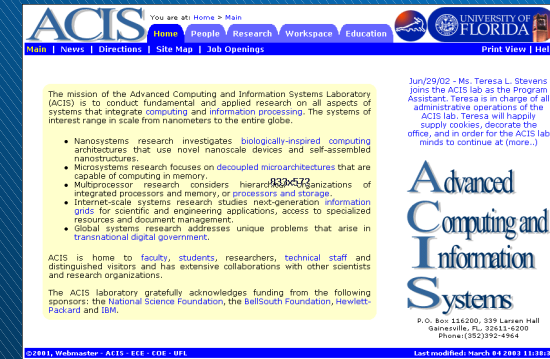 ACIS
You are at: Home > Main
Home People Research Workspace Education
UNIVERSITY OF
FLORIDA
Main | News | Directions | Site Map | Job Openings
Print View | Hel
The mission of the Advanced Computing and Information Systems Laboratory
(ACIS) is to conduct fundamental and applied research on all aspects of
systems that integrate computing and information processing. The systems of
interest range in scale from nanometers to the entire globe.
Nanosystems research investigates biologically-inspired computing
architectures that use novel nanoscale devices and self-assembled
nanostructures.
Microsystems research focuses on decoupled microarchitectures that are
capable of computing in memory.
Multiprocessor research considers hierarchical organizations of
833x573
integrated processors and memory, or processors and storage.
Internet-scale systems research studies next-generation information
grids for scientific and engineering applications, access to specialized
resources and document management.
Global systems research addresses unique problems that arise in
transnational digital government.
ACIS is home to faculty, students, researchers, technical staff and
distinguished visitors and has extensive collaborations with other scientists
and research organizations.
The ACIS laboratory gratefully acknowledges funding from the following
sponsors: the National Science Foundation, the BellSouth Foundation, Hewlett-
Packard and IBM.
Jun/29/02 - Ms. Teresa L. Stevens
joins the ACIS lab as the Program
Assistant. Teresa is in charge of all
administrative operations of the
ACIS lab. Teresa will happily
supply cookies, decorate the
office, and in order for the ACIS lab
minds to continue at (more..)
Advanced
Computing and
Information
Systems
P.O. Box 116200, 339 Larsen Hall
Gainesville, FL, 32611-6200
Phone:(352)392-4964
©2001, Webmaster - ACIS - ECE - COE - UFL
Last modified: March 04 2003 11:38:3